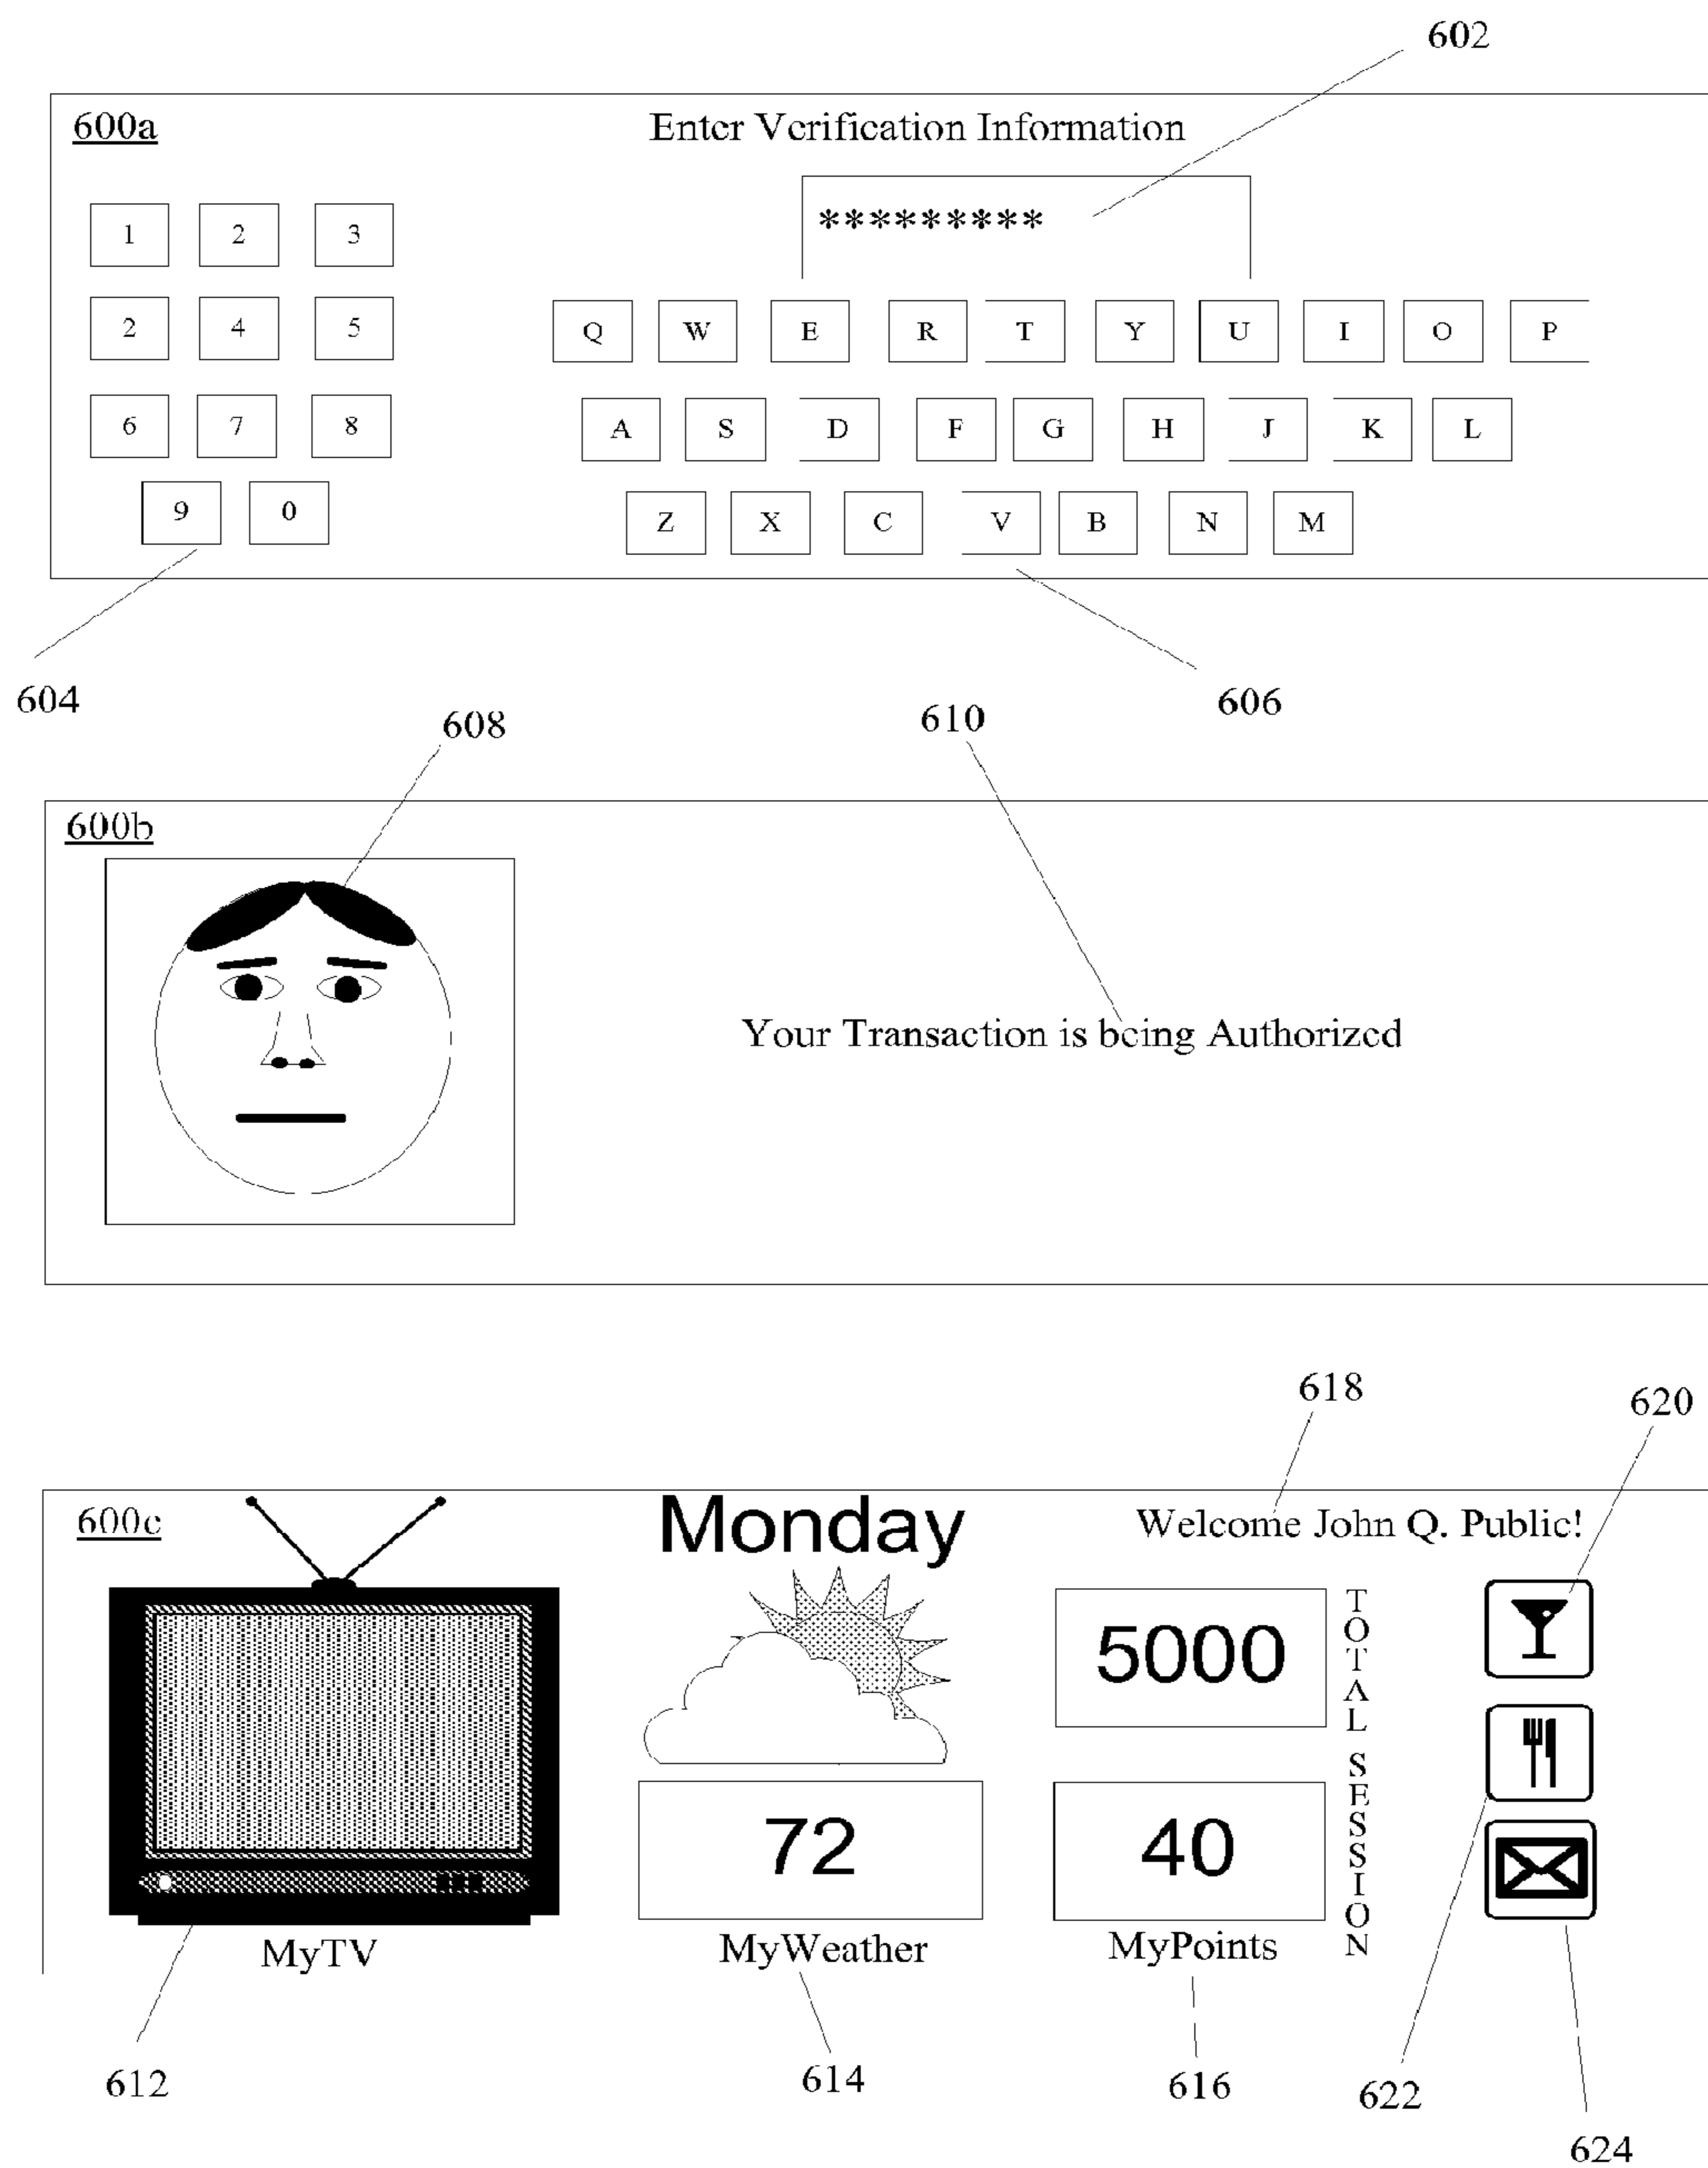 602
600a
Enter Verification Information
*********
1 2 3
2 4 5
6 7 8
9 0
Q W E R T Y U I O P
A S D F G H J K L
Z X C V B N M
604
606
608
610
600b
Your Transaction is being Authorized
618
620
600c
Monday
Welcome John Q. Public!
5000
TOTAL
72
40
SESSION
MyTV
MyWeather
MyPoints
612
614
616
622
624